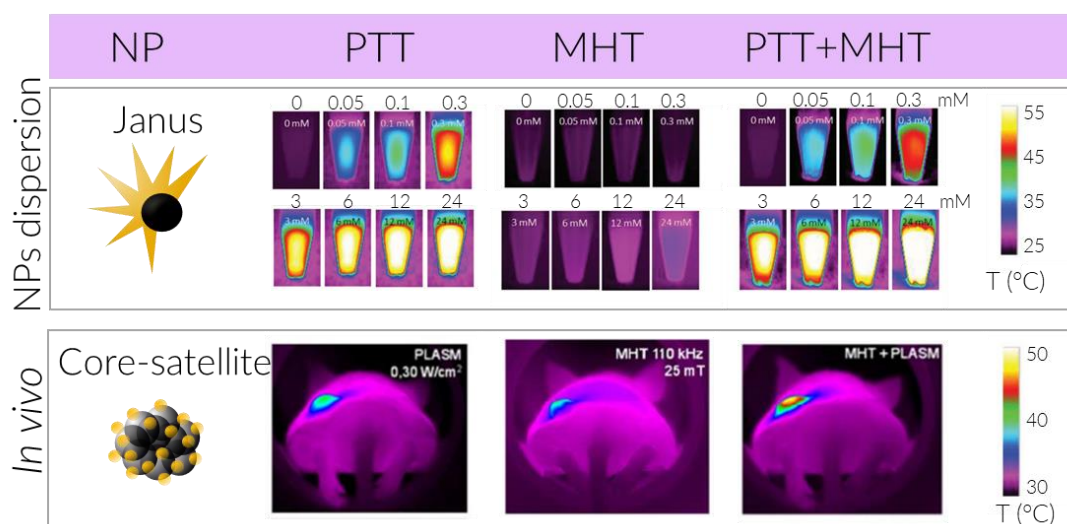 NP PTT MHT PTT+MHT
NPs dispersion
Janus
0 0.05 0.1 0.3
0 mM 0.05 mM 0.1 mM 0.3 mM
3 mM 6 mM 12 mM 24 mM
3 6 12 24
0 0.05 0.1 0.3
0 mM 0.05 mM 0.1 mM 0.3 mM
3 6 12 24
3 mM 6 mM 12 mM 24 mM
0 0.05 0.1 0.3 mM
0 mM 0.05 mM 0.1 mM 0.3 mM
3 6 12 24 mM
3 mM 6 mM 12 mM 24 mM
55
45
35
25
T (°C)
In vivo
Core-satellite
PLASM
0,30 W/cm²
MHT 110 kHz
25 mT
MHT + PLASM
50
40
30
T (°C)